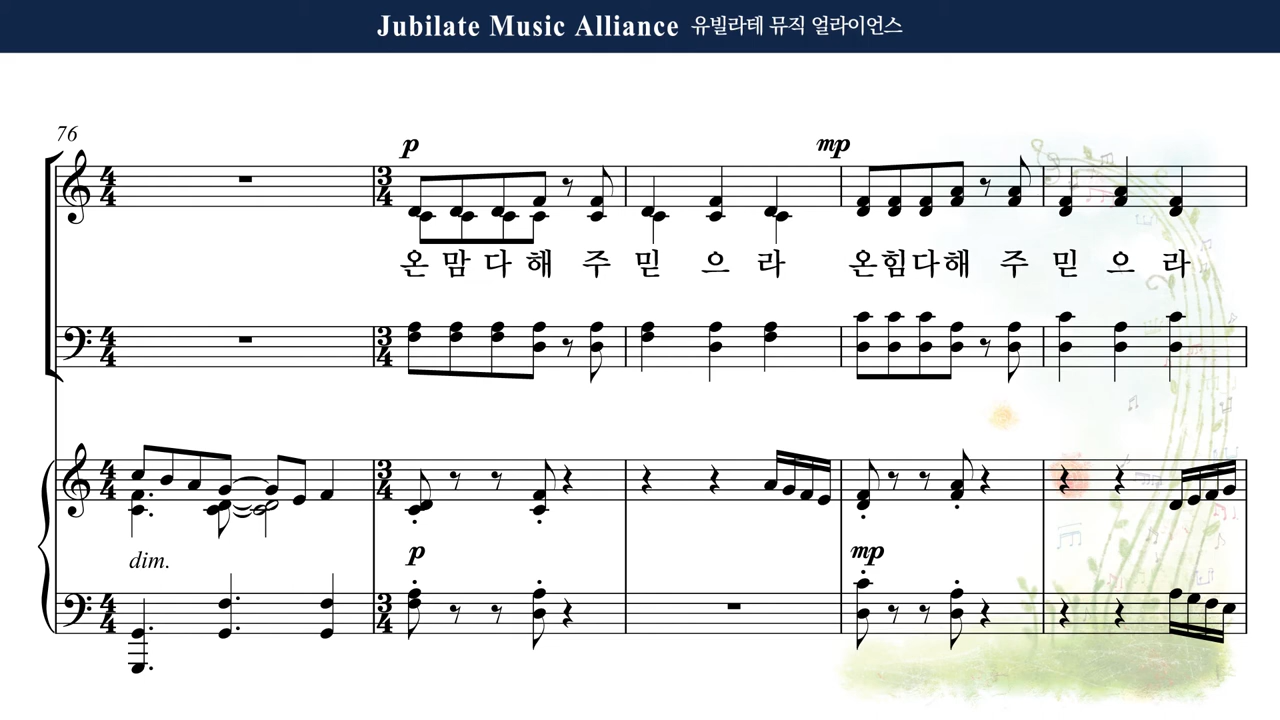 Jubilate Music Alliance 유빌라테 뮤직 얼라이언스
76
p
mp
온 맘 다 해 주 믿 으 라 온힘다해 주 믿 으 라
dim.
p
mp